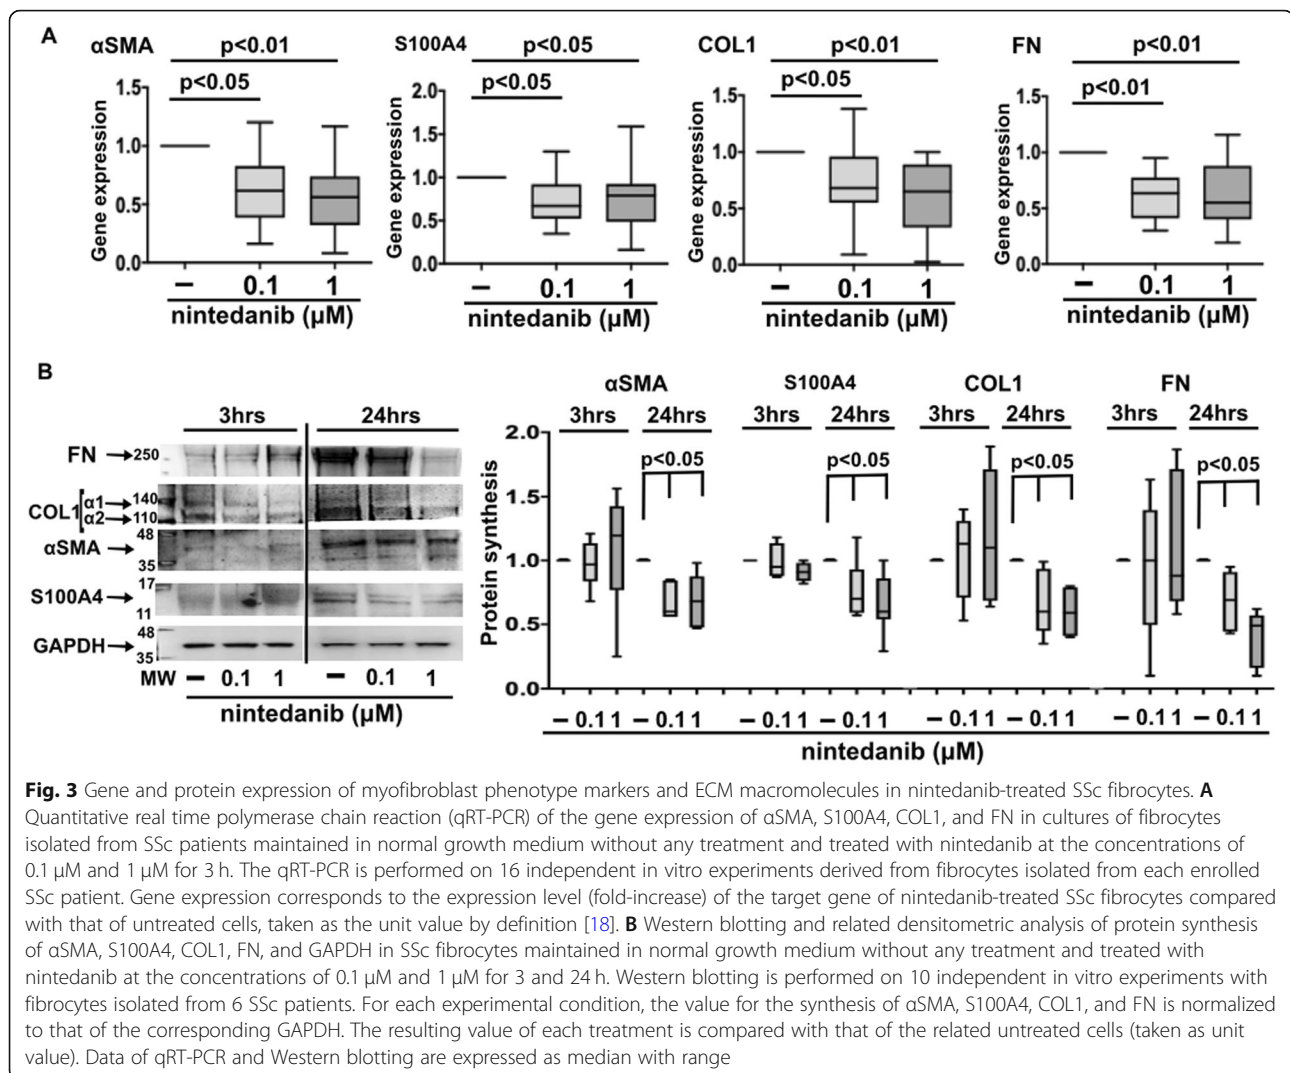 A
αSMA
p<0.01
p<0.05
Gene expression
1.5
1.0
0.5
0.0
– 0.1 1
nintedanib (µM)
S100A4
p<0.05
p<0.05
Gene expression
2.0
1.5
1.0
0.5
0.0
– 0.1 1
nintedanib (µM)
COL1
p<0.01
p<0.05
Gene expression
1.5
1.0
0.5
0.0
– 0.1 1
nintedanib (µM)
FN
p<0.01
p<0.01
Gene expression
1.5
1.0
0.5
0.0
– 0.1 1
nintedanib (µM)
B
3hrs 24hrs
FN 250
COL1 α1 140
α2 110
αSMA 48
35
S100A4 17
11
GAPDH 48
35
MW – 0.1 1 – 0.1 1
nintedanib (µM)
αSMA S100A4 COL1 FN
3hrs 24hrs 3hrs 24hrs 3hrs 24hrs 3hrs 24hrs
p<0.05 p<0.05 p<0.05 p<0.05
Protein synthesis
2.0
1.5
1.0
0.5
0.0
– 0.1 1 – 0.1 1 – 0.1 1 – 0.1 1 – 0.1 1 – 0.1 1 – 0.1 1 – 0.1 1
nintedanib (µM)
Fig. 3 Gene and protein expression of myofibroblast phenotype markers and ECM macromolecules in nintedanib-treated SSc fibrocytes. A
Quantitative real time polymerase chain reaction (qRT-PCR) of the gene expression of αSMA, S100A4, COL1, and FN in cultures of fibrocytes
isolated from SSc patients maintained in normal growth medium without any treatment and treated with nintedanib at the concentrations of
0.1 µM and 1 µM for 3 h. The qRT-PCR is performed on 16 independent in vitro experiments derived from fibrocytes isolated from each enrolled
SSc patient. Gene expression corresponds to the expression level (fold-increase) of the target gene of nintedanib-treated SSc fibrocytes compared
with that of untreated cells, taken as the unit value by definition [18]. B Western blotting and related densitometric analysis of protein synthesis
of αSMA, S100A4, COL1, FN, and GAPDH in SSc fibrocytes maintained in normal growth medium without any treatment and treated with
nintedanib at the concentrations of 0.1 µM and 1 µM for 3 and 24 h. Western blotting is performed on 10 independent in vitro experiments with
fibrocytes isolated from 6 SSc patients. For each experimental condition, the value for the synthesis of αSMA, S100A4, COL1, and FN is normalized
to that of the corresponding GAPDH. The resulting value of each treatment is compared with that of the related untreated cells (taken as unit
value). Data of qRT-PCR and Western blotting are expressed as median with range